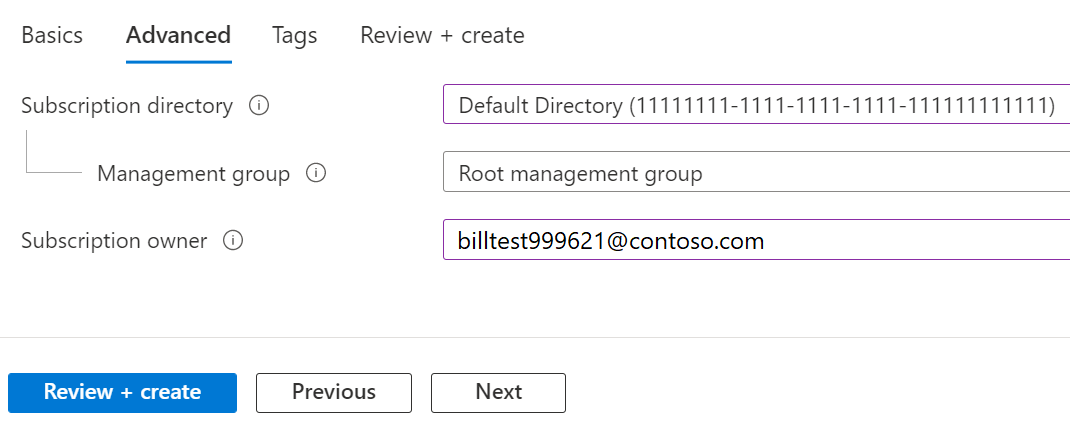 Basics Advanced Tags Review + create
Subscription directory Default Directory (11111111-1111-1111-1111-111111111111)
Management group Root management group
Subscription owner billtest999621@contoso.com
Review + create Previous Next